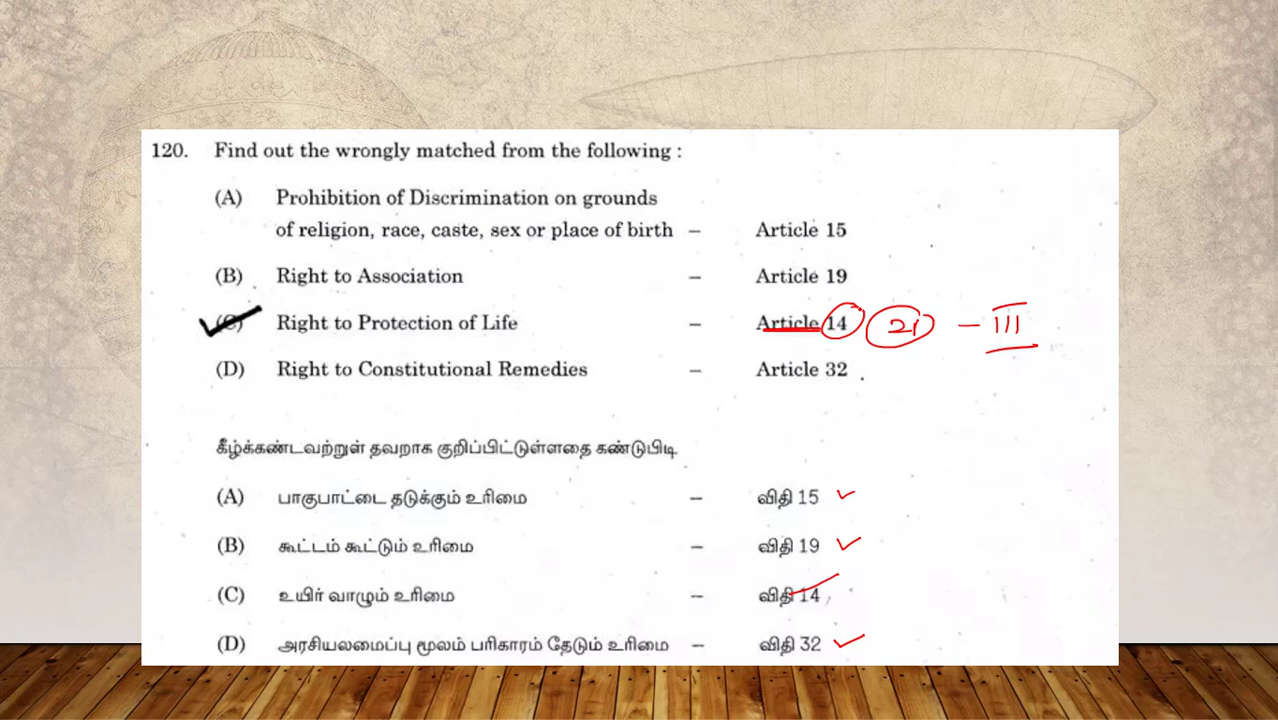 120. Find out the wrongly matched from the following :
(A) Prohibition of Discrimination on grounds
of religion, race, caste, sex or place of birth – Article 15
(B) Right to Association – Article 19
(C) Right to Protection of Life – Article 14 21 – III
(D) Right to Constitutional Remedies – Article 32
கீழ்க்கண்டவற்றுள் தவறாக குறிப்பிட்டுள்ளதை கண்டுபிடி
(A) பாகுபாட்டை தடுக்கும் உரிமை – விதி 15
(B) கூட்டம் கூட்டும் உரிமை – விதி 19
(C) உயிர் வாழும் உரிமை – விதி 14
(D) அரசியலமைப்பு மூலம் பரிகாரம் தேடும் உரிமை – விதி 32